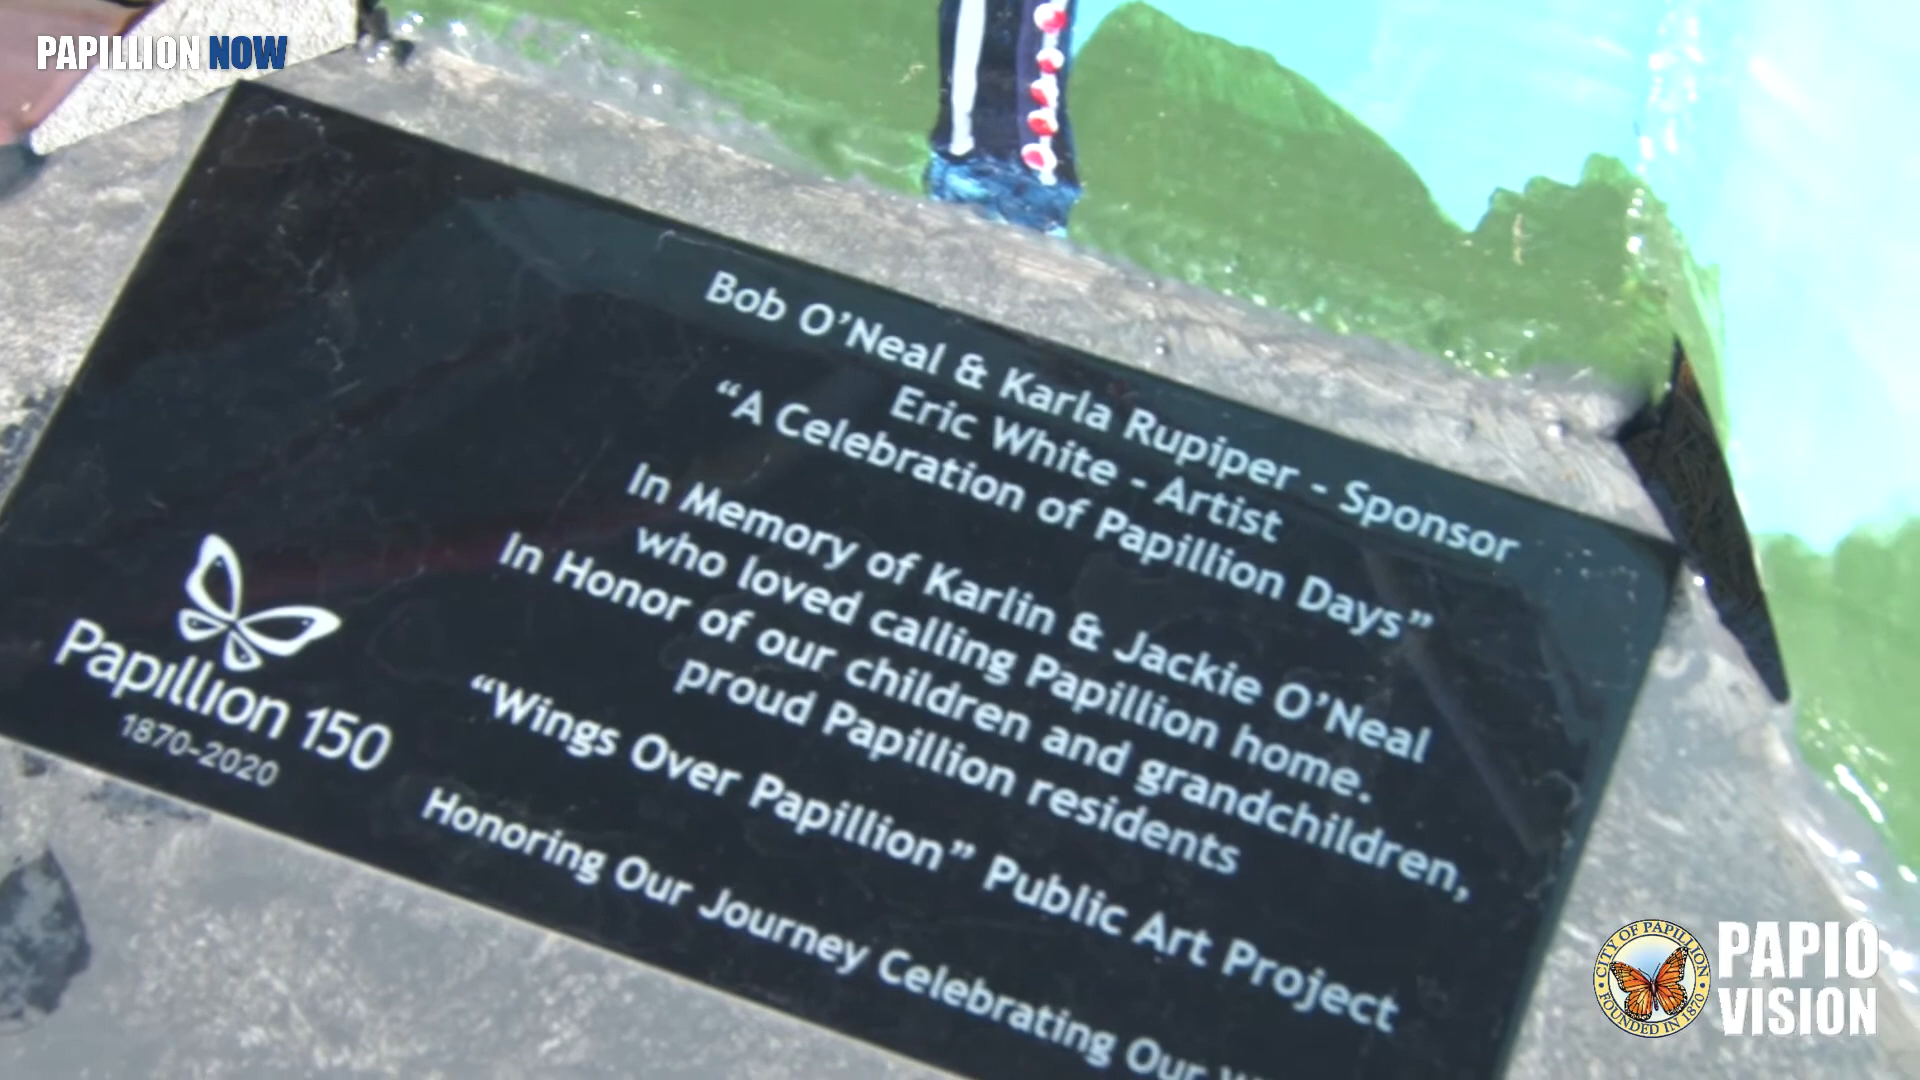 PAPILLION NOW
Bob O’Neal & Karla Rupiper - Sponsor
Eric White - Artist
“A Celebration of Papillion Days”
In Memory of Karlin & Jackie O’Neal
who loved calling Papillion home.
In Honor of our children and grandchildren,
proud Papillion residents
“Wings Over Papillion” Public Art Project
Honoring Our Journey Celebrating Our
Papillion 150
1870-2020
CITY OF PAPILLION
FOUNDED IN 1870
PAPIO
VISION